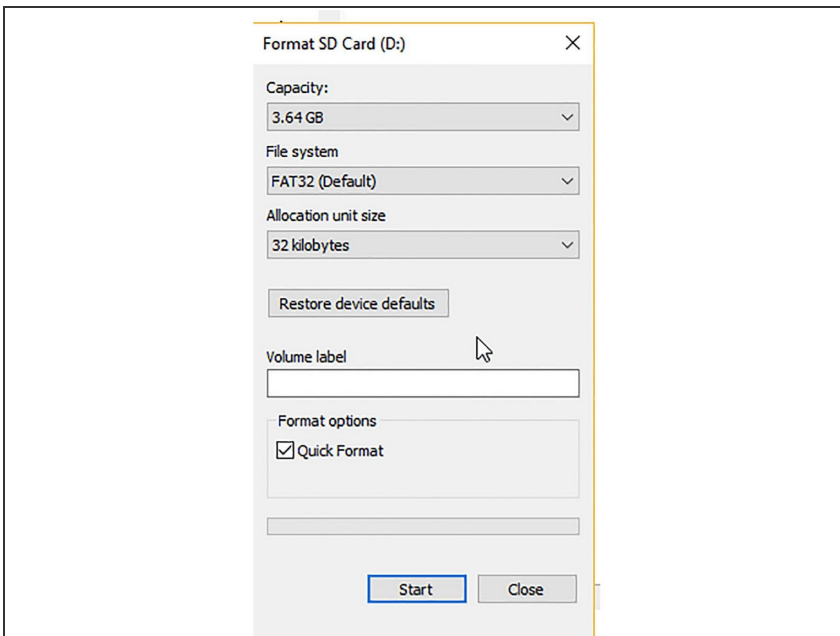 Format SD Card (D:)
Capacity:
3.64 GB
File system
FAT32 (Default)
Allocation unit size
32 kilobytes
Restore device defaults
Volume label
Format options
Quick Format
Start Close